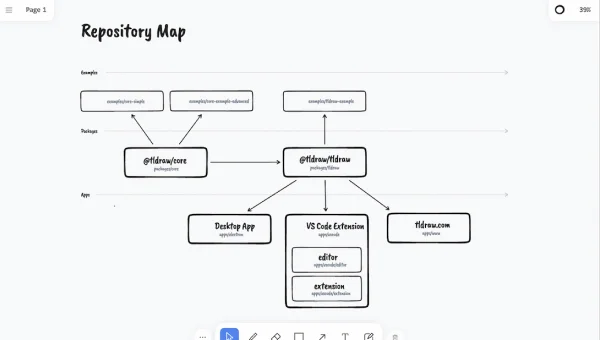 Page 1
39%
Repository Map
Examples
examples/core-simple
examples/core-example-advanced
examples/tldraw-example
Packages
@tldraw/core
packages/core
@tldraw/tldraw
packages/tldraw
Apps
Desktop App
apps/electron
VS Code Extension
apps/vscode
tldraw.com
apps/www
editor
apps/vscode/editor
extension
apps/vscode/extension
T